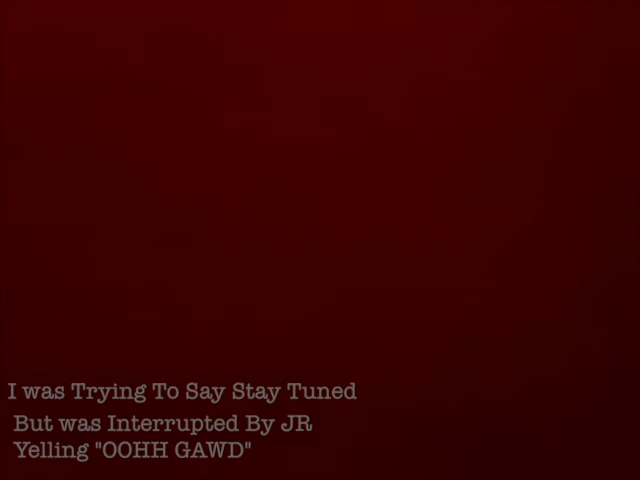 I was Trying To Say Stay Tuned
But was Interrupted By JR
Yelling "OOHH GAWD"